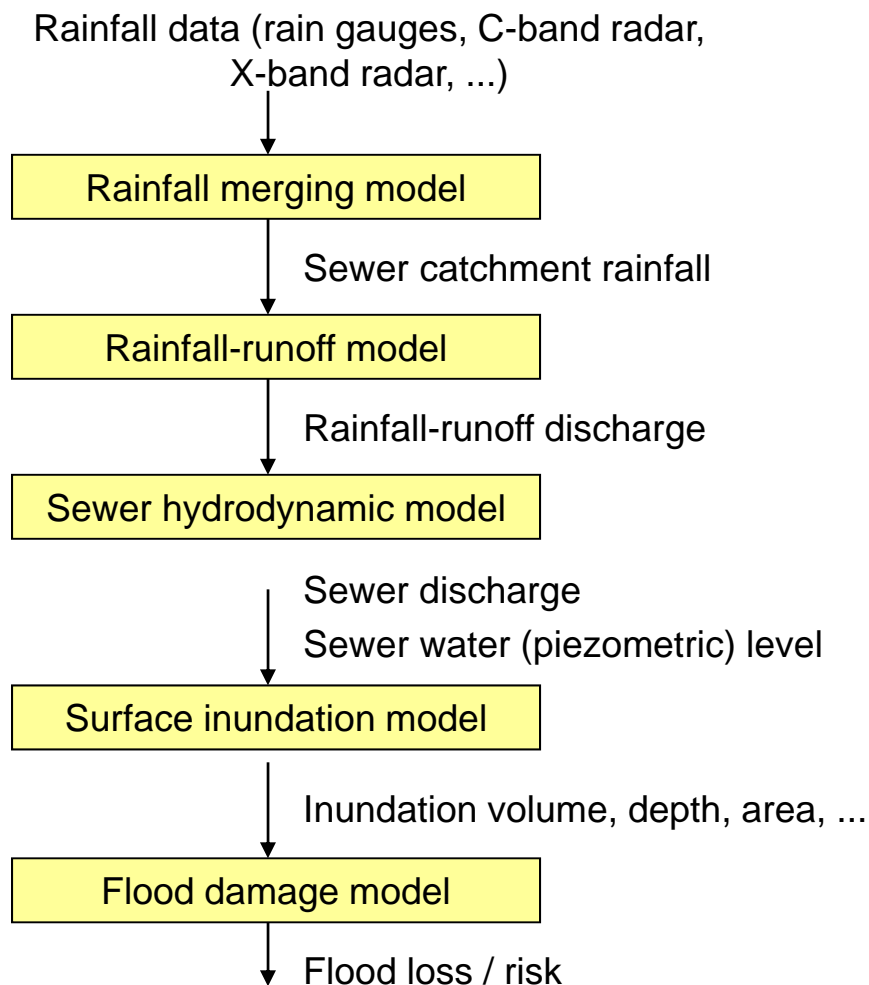 Rainfall data (rain gauges, C-band radar,
X-band radar, ...)
Rainfall merging model
Sewer catchment rainfall
Rainfall-runoff model
Rainfall-runoff discharge
Sewer hydrodynamic model
Sewer discharge
Sewer water (piezometric) level
Surface inundation model
Inundation volume, depth, area, ...
Flood damage model
Flood loss / risk